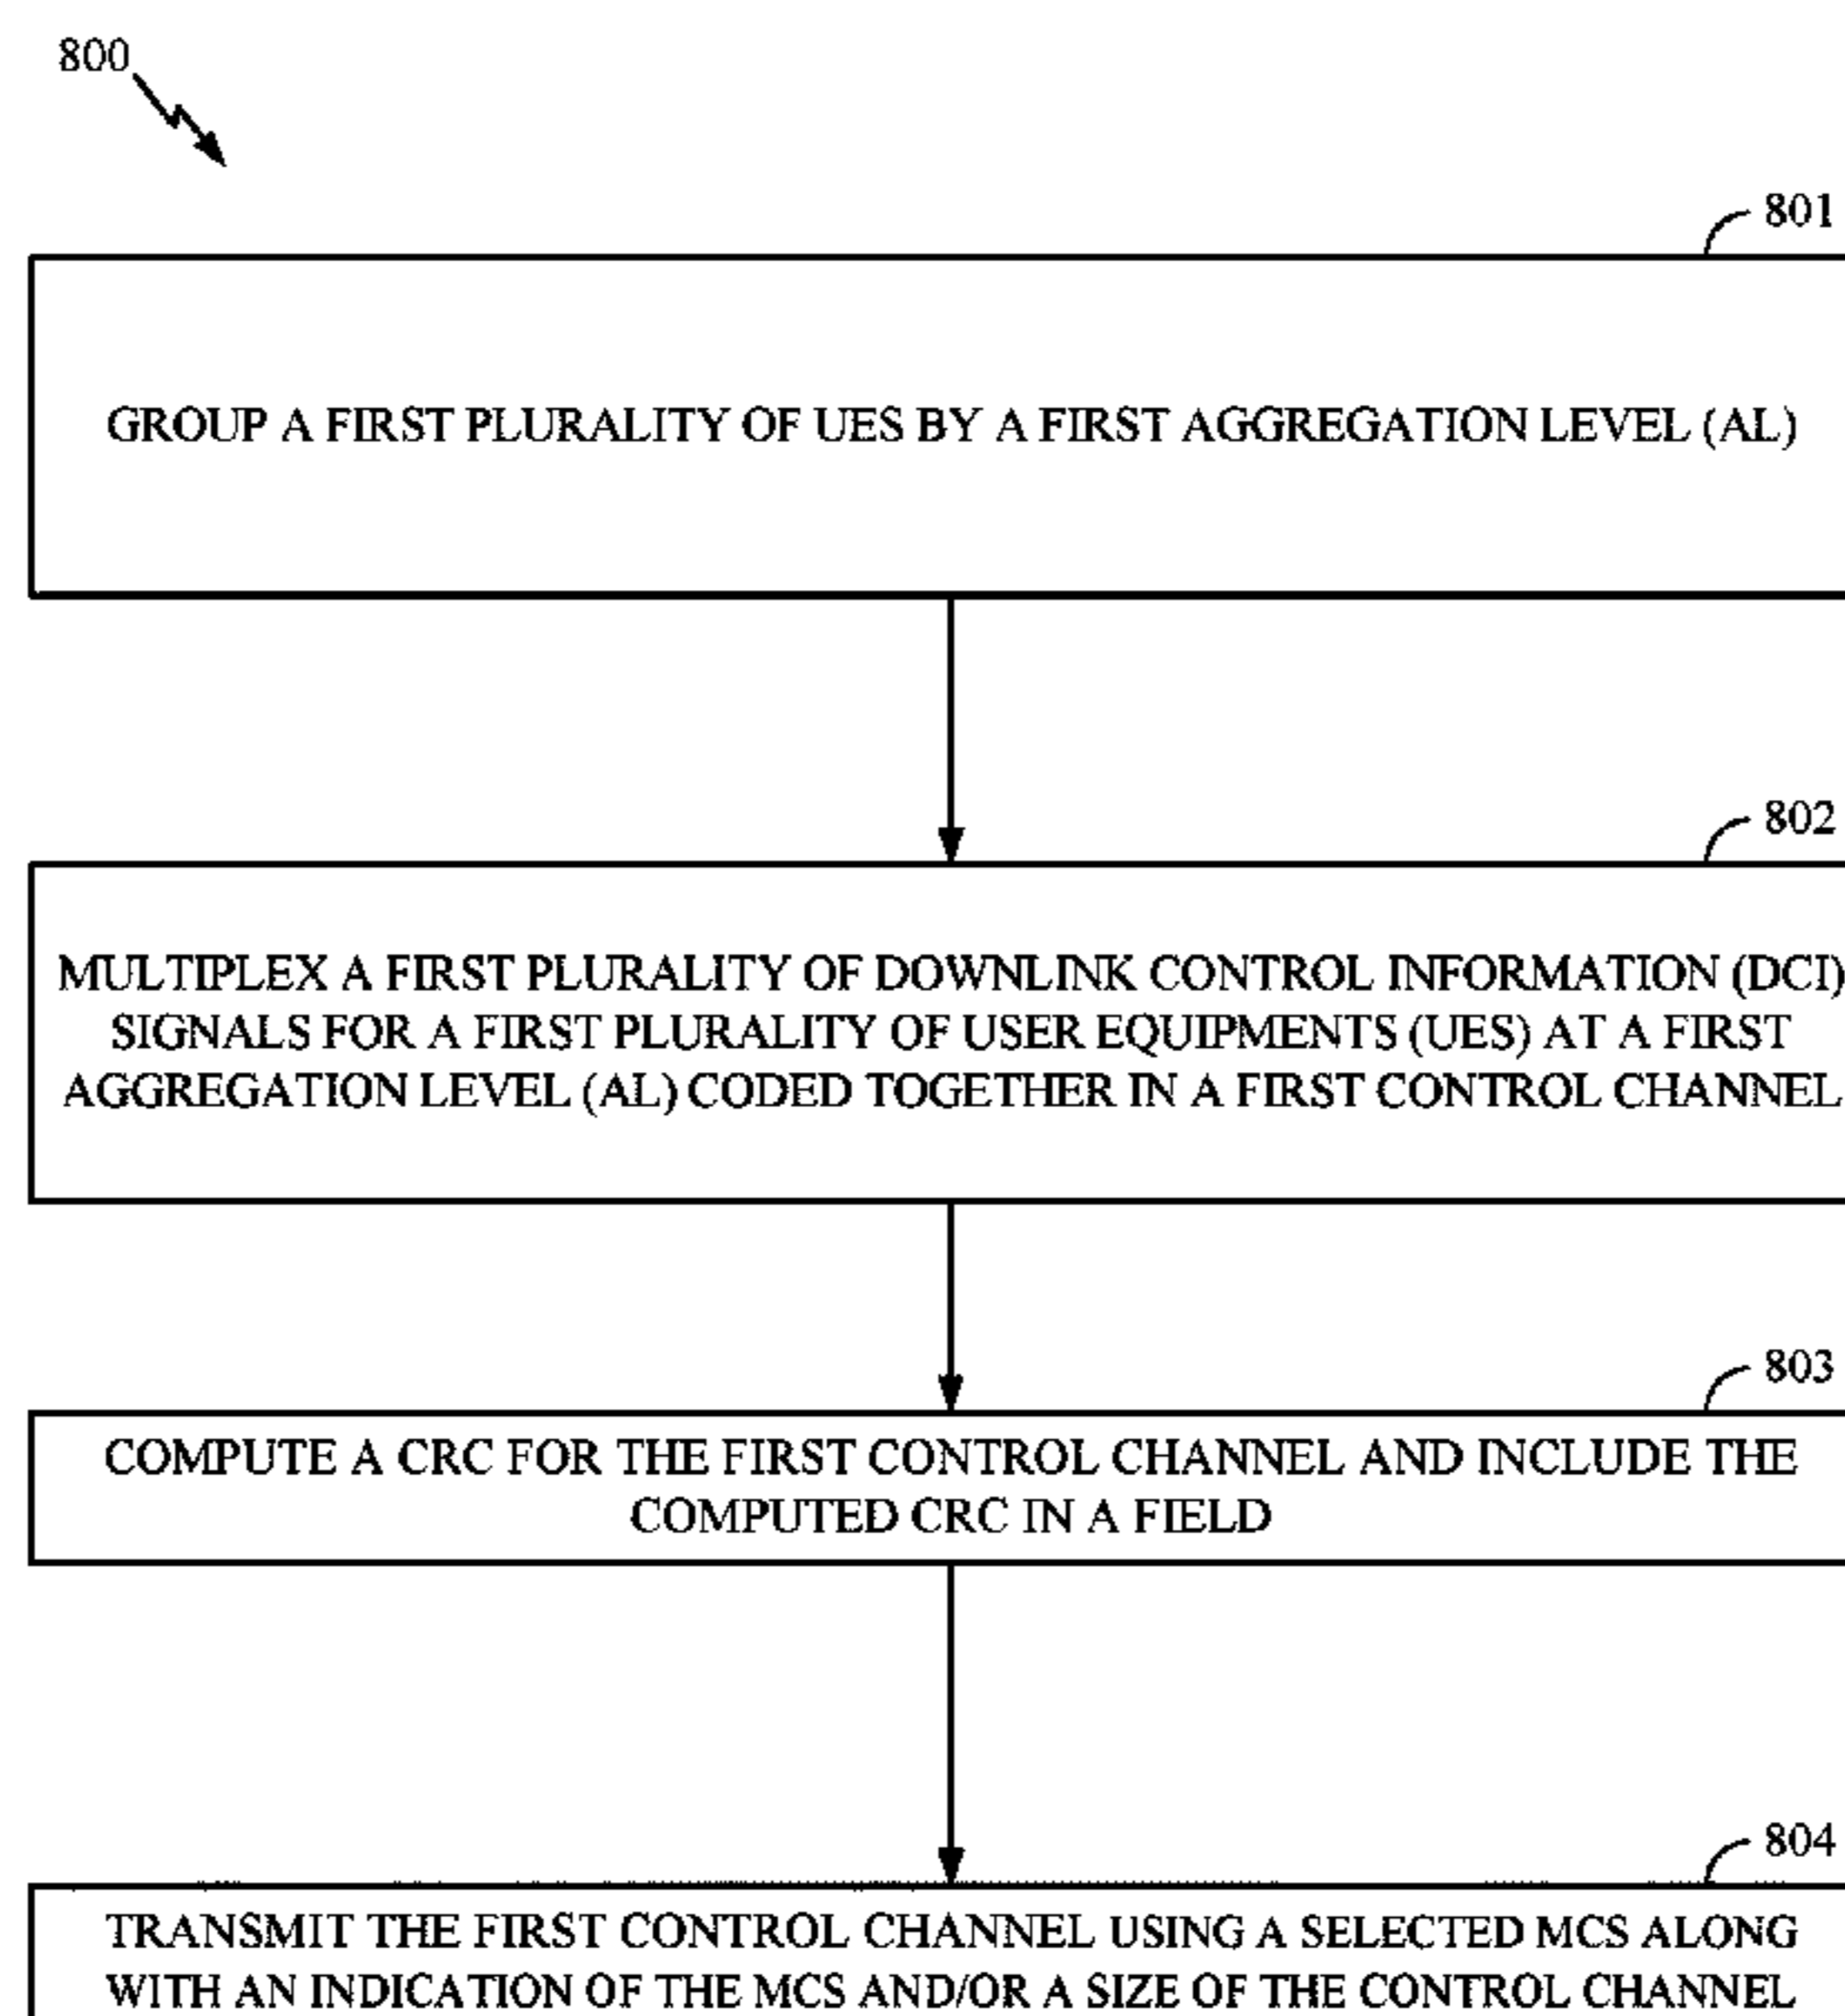 800
801
GROUP A FIRST PLURALITY OF UES BY A FIRST AGGREGATION LEVEL (AL)
802
MULTIPLEX A FIRST PLURALITY OF DOWNLINK CONTROL INFORMATION (DCI)
SIGNALS FOR A FIRST PLURALITY OF USER EQUIPMENTS (UES) AT A FIRST
AGGREGATION LEVEL (AL) CODED TOGETHER IN A FIRST CONTROL CHANNEL
803
COMPUTE A CRC FOR THE FIRST CONTROL CHANNEL AND INCLUDE THE
COMPUTED CRC IN A FIELD
804
TRANSMIT THE FIRST CONTROL CHANNEL USING A SELECTED MCS ALONG
WITH AN INDICATION OF THE MCS AND/OR A SIZE OF THE CONTROL CHANNEL